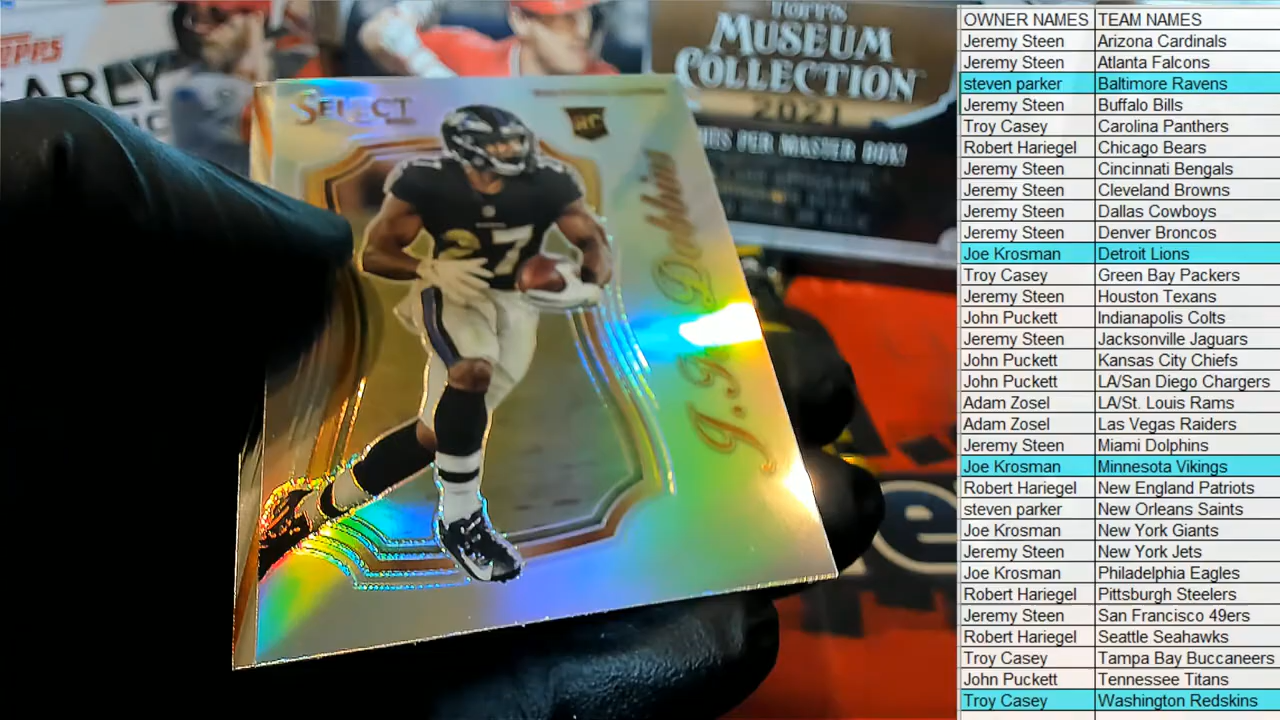 TOPPS
EARLY
TOPPS
MUSEUM
COLLECTION
2021
PER MASTER BOX!
SELECT
RC
27
J.K. Dobbins
e
OWNER NAMES TEAM NAMES
Jeremy Steen Arizona Cardinals
Jeremy Steen Atlanta Falcons
steven parker Baltimore Ravens
Jeremy Steen Buffalo Bills
Troy Casey Carolina Panthers
Robert Hariegel Chicago Bears
Jeremy Steen Cincinnati Bengals
Jeremy Steen Cleveland Browns
Jeremy Steen Dallas Cowboys
Jeremy Steen Denver Broncos
Joe Krosman Detroit Lions
Troy Casey Green Bay Packers
Jeremy Steen Houston Texans
John Puckett Indianapolis Colts
Jeremy Steen Jacksonville Jaguars
John Puckett Kansas City Chiefs
John Puckett LA/San Diego Chargers
Adam Zosel LA/St. Louis Rams
Adam Zosel Las Vegas Raiders
Jeremy Steen Miami Dolphins
Joe Krosman Minnesota Vikings
Robert Hariegel New England Patriots
steven parker New Orleans Saints
Joe Krosman New York Giants
Jeremy Steen New York Jets
Joe Krosman Philadelphia Eagles
Robert Hariegel Pittsburgh Steelers
Jeremy Steen San Francisco 49ers
Robert Hariegel Seattle Seahawks
Troy Casey Tampa Bay Buccaneers
John Puckett Tennessee Titans
Troy Casey Washington Redskins